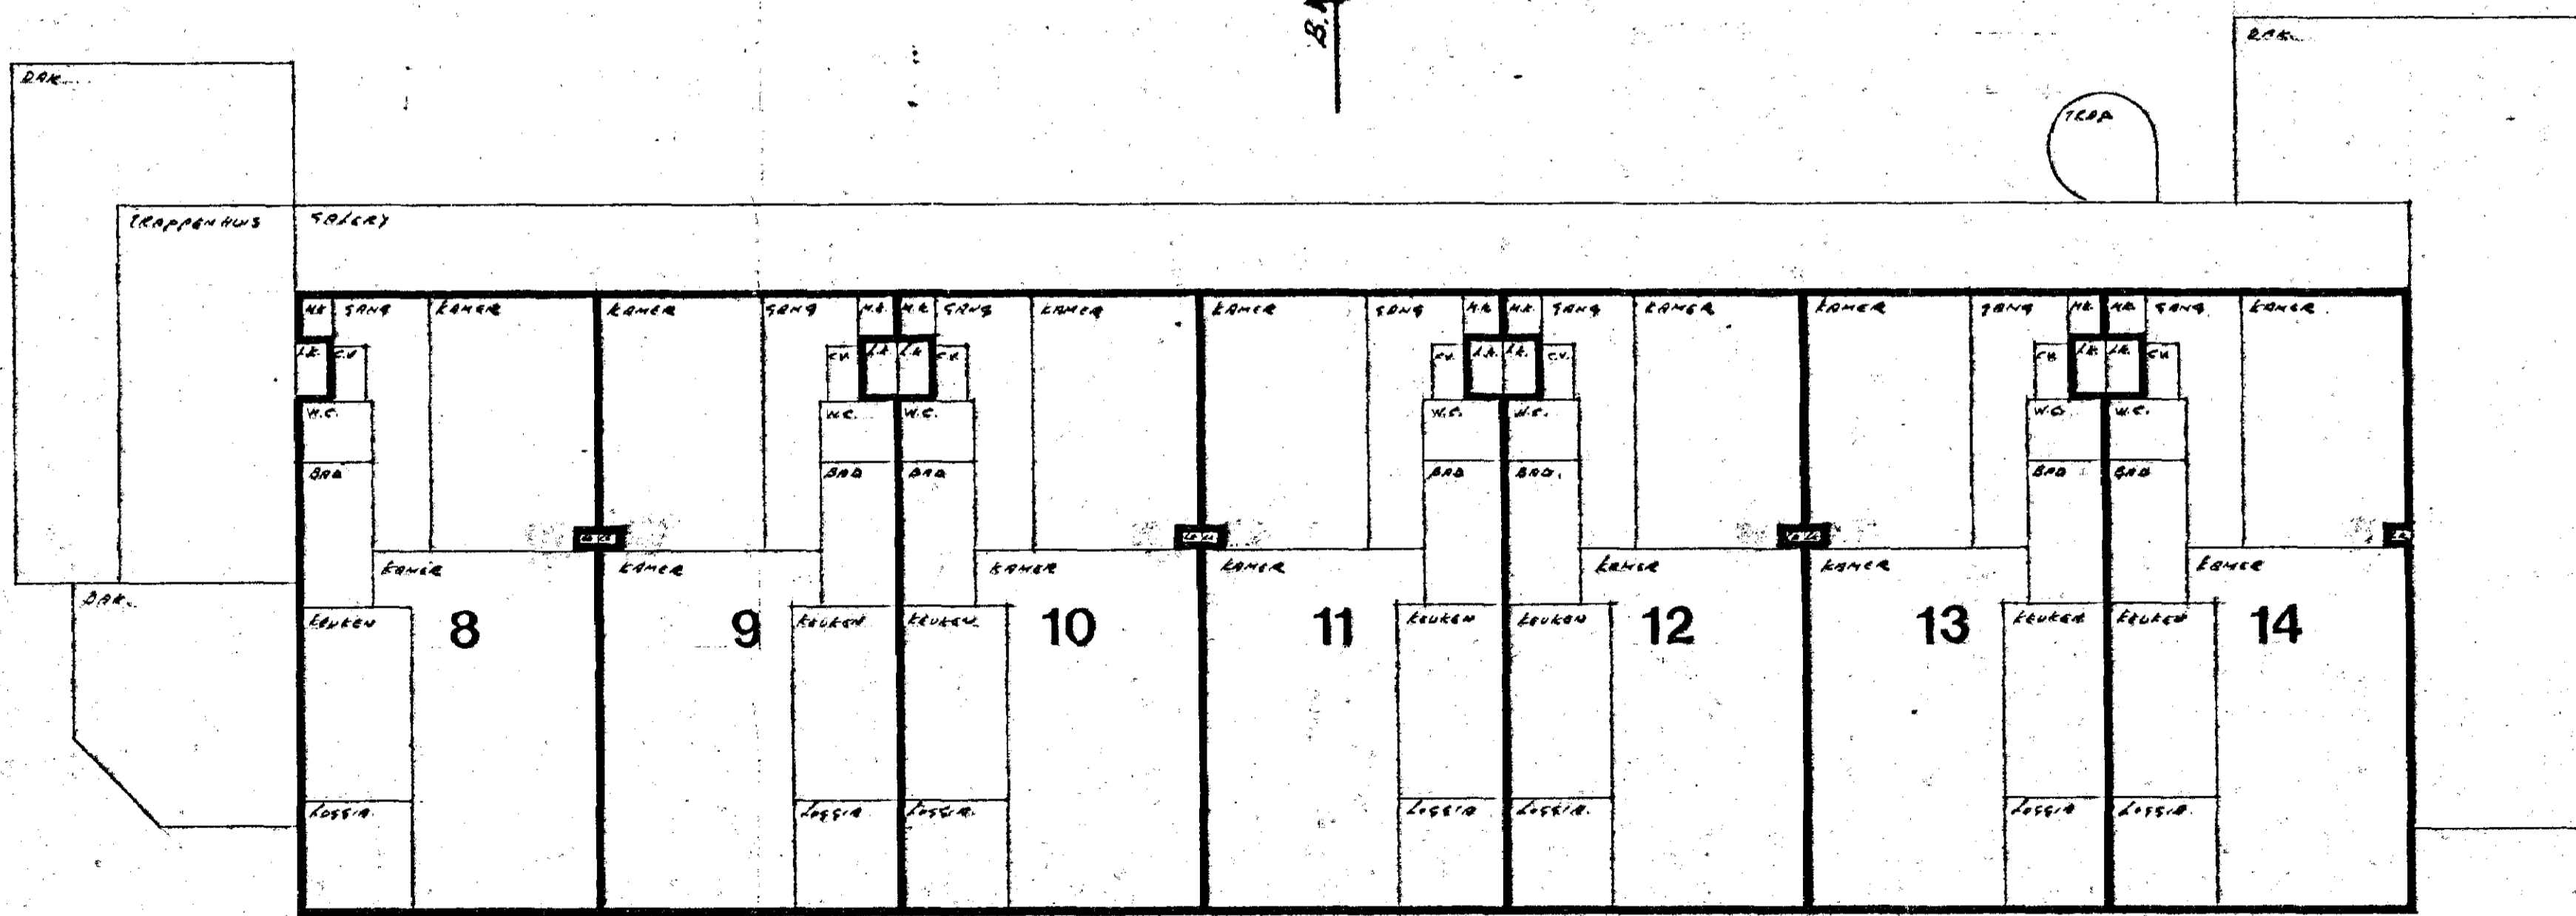 DAK.
B.K
DAK.
TRAP
TRAPPENHUIS GALERY
M.K. GANG KAMER KAMER GANG M.K. M.K. GANG KAMER KAMER GANG M.K. M.K. GANG KAMER KAMER GANG M.K. M.K. GANG KAMER.
L.K. C.V. C.V. L.K. L.K. C.V. C.V. L.K. L.K. C.V. C.V. L.K. L.K. C.V.
W.C. W.C. W.C. W.C. W.C. W.C. W.C.
BAD BAD BAD BAD BAD. BAD BAD
KAMER KAMER KAMER KAMER KAMER KAMER KAMER
DAK.
KEUKEN 8 9 KEUKEN KEUKEN. 10 11 KEUKEN KEUKEN 12 13 KEUKEN KEUKEN 14
LOGGIA. LOGGIA LOGGIA. LOGGIA LOGGIA. LOGGIA LOGGIA.